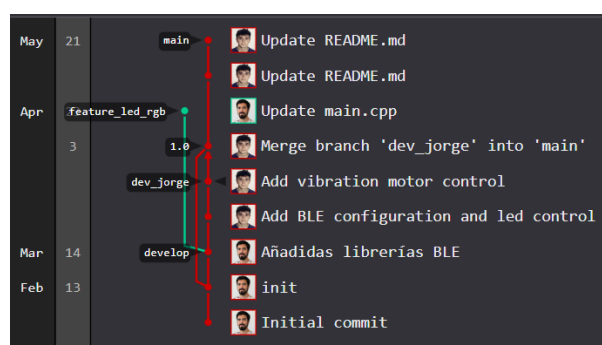 May 21 main Update README.md
Update README.md
Apr feature_led_rgb Update main.cpp
3 1.0 Merge branch 'dev_jorge' into 'main'
dev_jorge Add vibration motor control
Add BLE configuration and led control
Mar 14 develop Añadidas librerías BLE
Feb 13 init
Initial commit